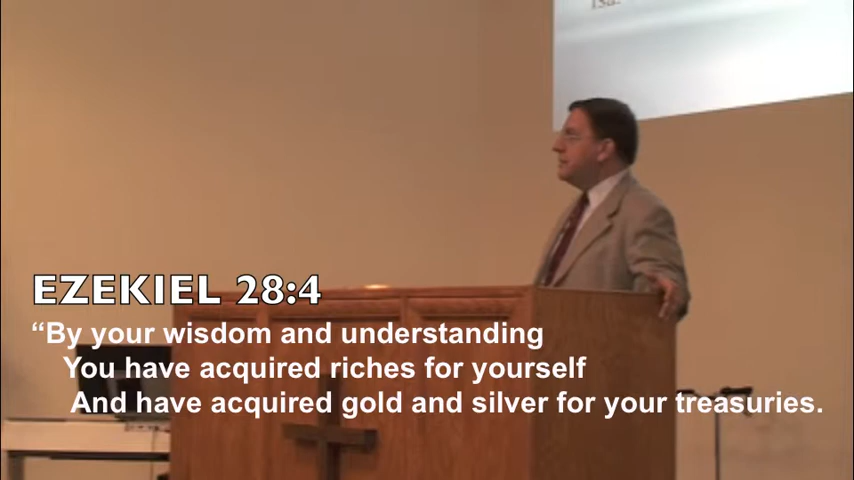 Isa.
EZEKIEL 28:4
“By your wisdom and understanding
You have acquired riches for yourself
And have acquired gold and silver for your treasuries.